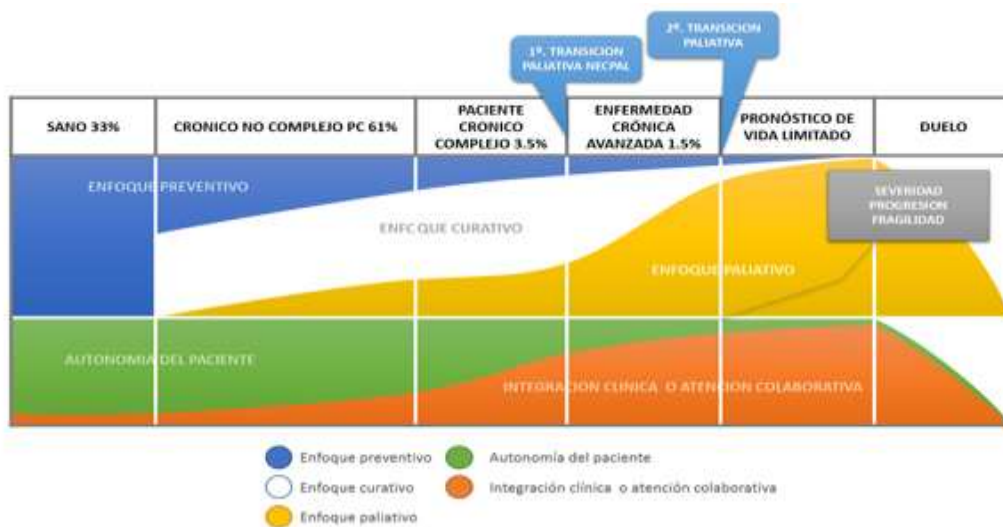 1º. TRANSICION
PALIATIVA NECPAL
2º. TRANSICION
PALIATIVA
SANO 33%
CRONICO NO COMPLEJO PC 61%
PACIENTE
CRONICO
COMPLEJO 3.5%
ENFERMEDAD
CRÓNICA
AVANZADA 1.5%
PRONÓSTICO DE
VIDA LIMITADO
DUELO
ENFOQUE PREVENTIVO
SEVERIDAD
PROGRESION
FRAGILIDAD
ENFOQUE CURATIVO
ENFOQUE PALIATIVO
AUTONOMIA DEL PACIENTE
INTEGRACION CLINICA O ATENCION COLABORATIVA
Enfoque preventivo
Autonomía del paciente
Enfoque curativo
Integración clínica o atención colaborativa
Enfoque paliativo